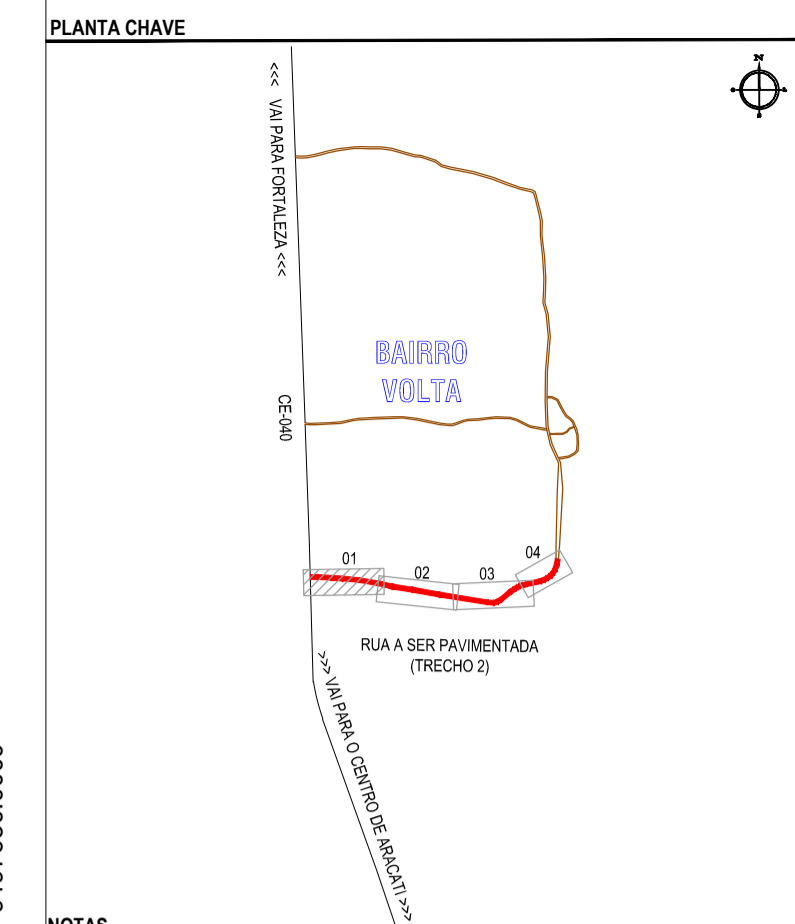 PLANTA CHAVE
N
<<< VAI PARA FORTALEZA <<<
BAIRRO
VOLTA
CE-040
01
02
03
04
RUA A SER PAVIMENTADA
(TRECHO 2)
>>> VAI PARA O CENTRO DE ARACATI >>>
NOTAS